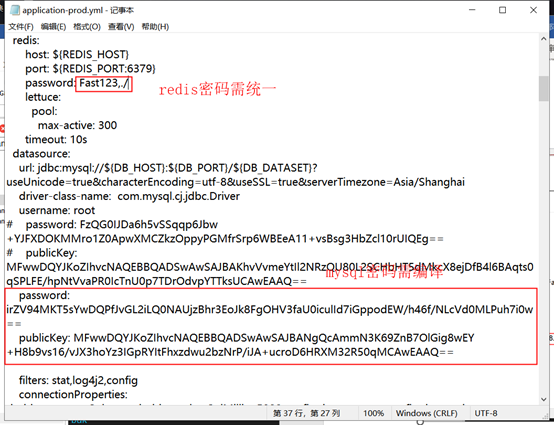 application-prod.yml - 记事本
文件(F) 编辑(E) 格式(O) 查看(V) 帮助(H)
redis:
host: ${REDIS_HOST}
port: ${REDIS_PORT:6379}
password: Fast123,./
redis密码需统一
lettuce:
pool:
max-active: 300
timeout: 10s
datasource:
url: jdbc:mysql://${DB_HOST}:${DB_PORT}/${DB_DATASET}?
useUnicode=true&characterEncoding=utf-8&useSSL=true&serverTimezone=Asia/Shanghai
driver-class-name: com.mysql.cj.jdbc.Driver
username: root
# password: FzQG0IJDa6h5vSSqqp6Jbw
+YJFXDOKMMro1Z0ApwXMCZkzOppyPGMfrSrp6WBEeA11+vsBsg3HbZcl10rUIQEg==
# publicKey:
MFwwDQYJKoZIhvcNAQEBBQADSwAwSAJBAKhvVvmeYtll2NRzQIJ80L2SCHbHT5dMkcX8ejDfB4l6BAqts0
qSPLFE/hpNtVvaPR0IcTnU0p7TDrOdvpYTTksUCAwEAAQ==
mysql密码需编译
password:
irZV94MKT5sYwDQPfJvGL2iLQ0NAUjzBhr3EoJk8FgOHV3faU0iculId7iGppodEW/h46f/NLcVd0MLPuh7i0w
==
publicKey: MFwwDQYJKoZIhvcNAQEBBQADSwAwSAJBANgQcAmmN3K69ZnB7OlGig8wEY
+H8b9vs16/vJX3hoYz3IGpRYItFhxzdwu2bzNrP/iJA+ucroD6HRXM32R50qMCAwEAAQ==
filters: stat,log4j2,config
connectionProperties:
第 37 行，第 27 列 100% Windows (CRLF) UTF-8